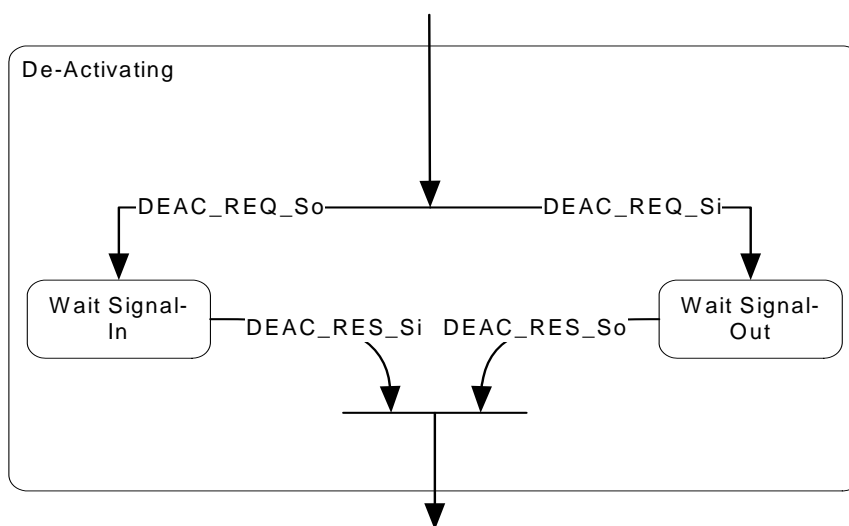 De-Activating
DEAC_REQ_So DEAC_REQ_Si
Wait Signal-
In
Wait Signal-
Out
DEAC_RES_Si DEAC_RES_So